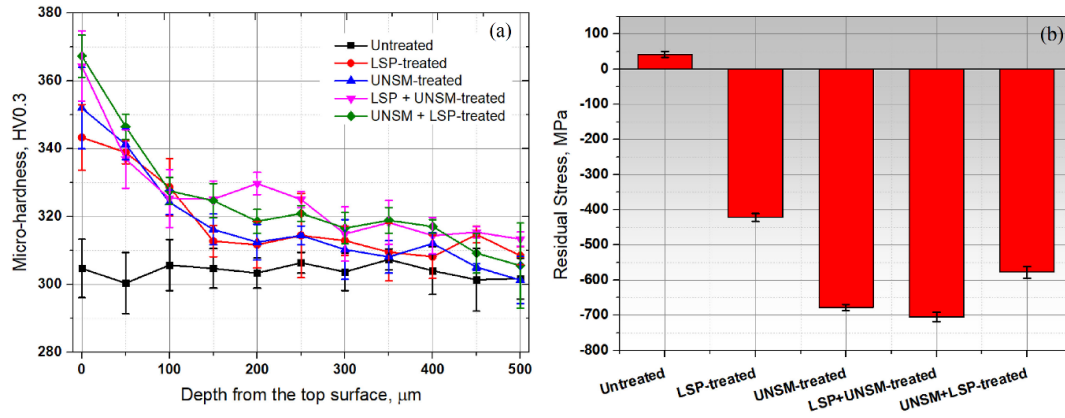 (a)
Micro-hardness, HV0.3
380
360
340
320
300
280
Untreated
LSP-treated
UNSM-treated
LSP + UNSM-treated
UNSM + LSP-treated
0 100 200 300 400 500
Depth from the top surface, μm
(b)
Residual Stress, MPa
100
0
-100
-200
-300
-400
-500
-600
-700
-800
Untreated
LSP-treated
UNSM-treated
LSP+UNSM-treated
UNSM+LSP-treated